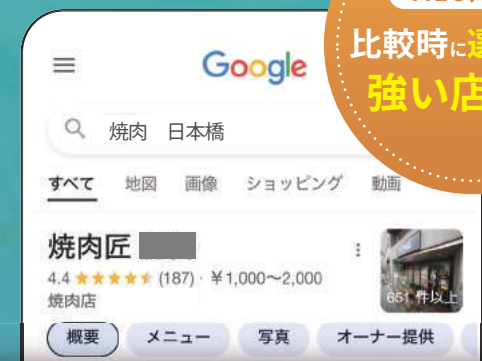 Google
比較時に
強い店
焼肉　日本橋
すべて　地図　画像　ショッピング　動画
焼肉匠
4.4 ★★★★★ (187)・¥1,000〜2,000
焼肉店
651 件以上
概要　メニュー　写真　オーナー提供